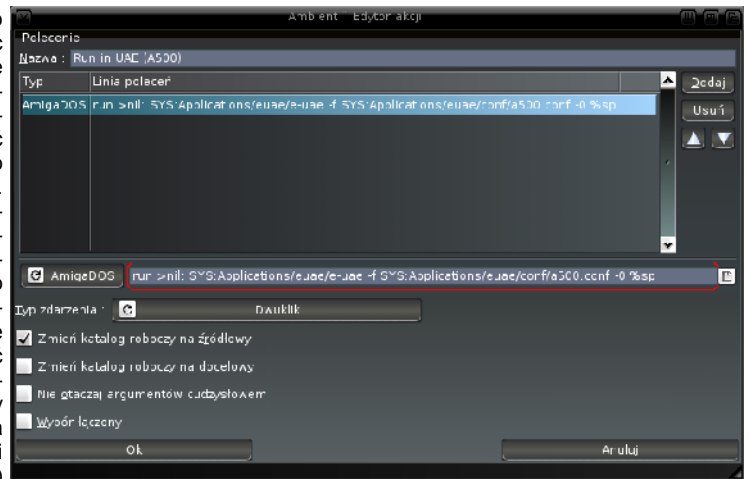 Ambient - Edytor akcji
Polecenie
Nazwa : Run in UAE (A500)
Typ Linia poleceń
Dodaj
AmigaDOS run >nil: SYS:Applications/euae/e-uae -f SYS:Applications/euae/conf/a500.conf -0 %sp
Usuń
AmigaDOS run >nil: SYS:Applications/euae/e-uae -f SYS:Applications/euae/conf/a500.conf -0 %sp
Typ zdarzenia : Dwuklik
Zmień katalog roboczy na źródłowy
Zmień katalog roboczy na docelowy
Nie otaczaj argumentów cudzysłowem
Wybór łączony
Ok Anuluj